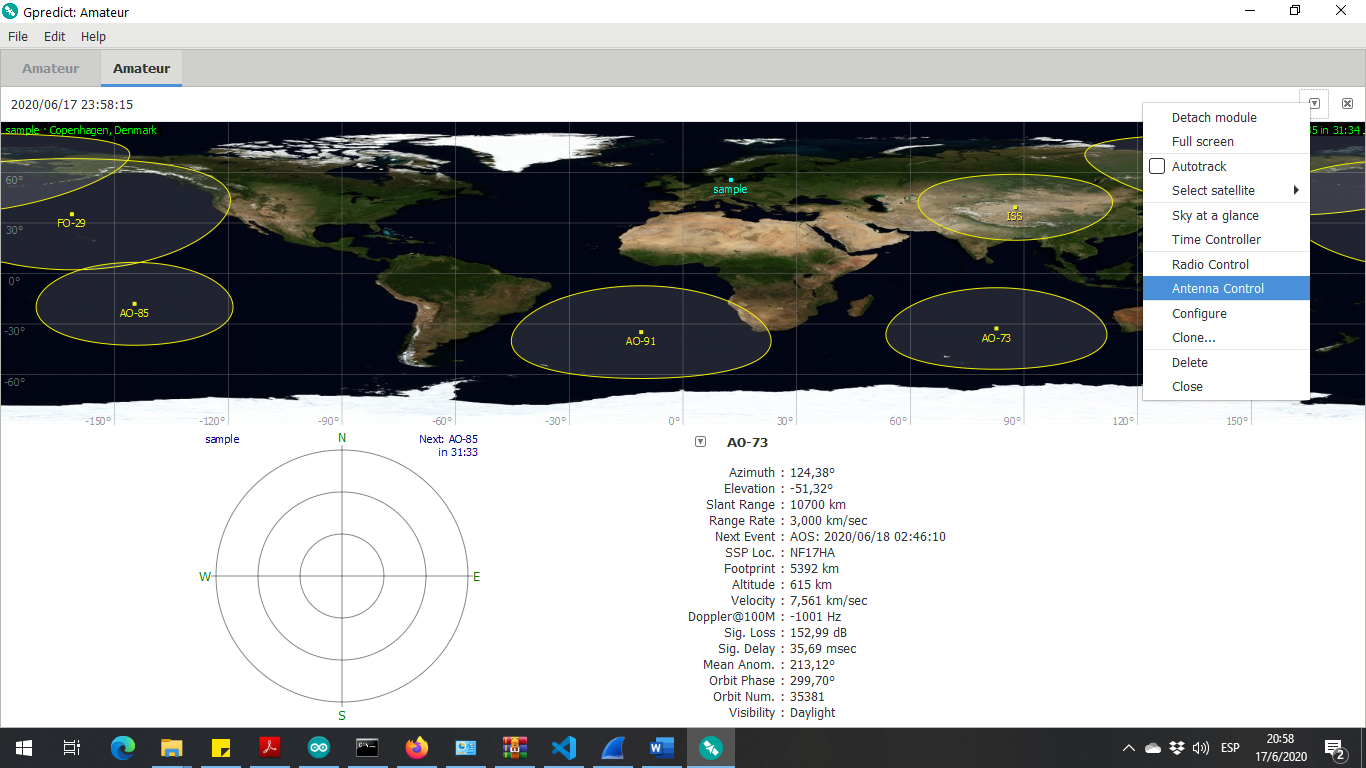 Gpredict: Amateur
File Edit Help
Amateur Amateur
2020/06/17 23:58:15
sample : Copenhagen, Denmark
in 31:34
Detach module
Full screen
Autotrack
Select satellite
Sky at a glance
Time Controller
Radio Control
Antenna Control
Configure
Clone...
Delete
Close
60°
30°
0°
-30°
-60°
FO-29
AO-85
sample
AO-91
ISS
AO-73
-150° -120° -90° -60° -30° 0° 30° 60° 90° 120° 150°
sample
Next: AO-85
in 31:33
N
W
E
S
AO-73
Azimuth : 124,38°
Elevation : -51,32°
Slant Range : 10700 km
Range Rate : 3,000 km/sec
Next Event : AOS: 2020/06/18 02:46:10
SSP Loc. : NF17HA
Footprint : 5392 km
Altitude : 615 km
Velocity : 7,561 km/sec
Doppler@100M : -1001 Hz
Sig. Loss : 152,99 dB
Sig. Delay : 35,69 msec
Mean Anom. : 213,12°
Orbit Phase : 299,70°
Orbit Num. : 35381
Visibility : Daylight
ESP
20:58
17/6/2020
2